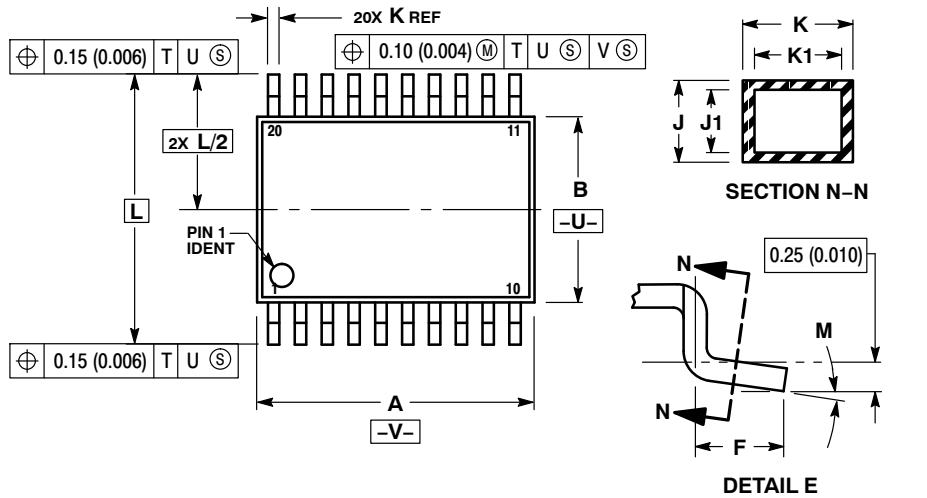 20X K REF
⌖ 0.15 (0.006) T U Ⓢ
⌖ 0.10 (0.004) Ⓜ T U Ⓢ V Ⓢ
K
K1
J J1
SECTION N–N
2X L/2
L
20 11
B
–U–
PIN 1
IDENT
1 10
⌖ 0.15 (0.006) T U Ⓢ
A
–V–
0.25 (0.010)
N
M
N
F
DETAIL E